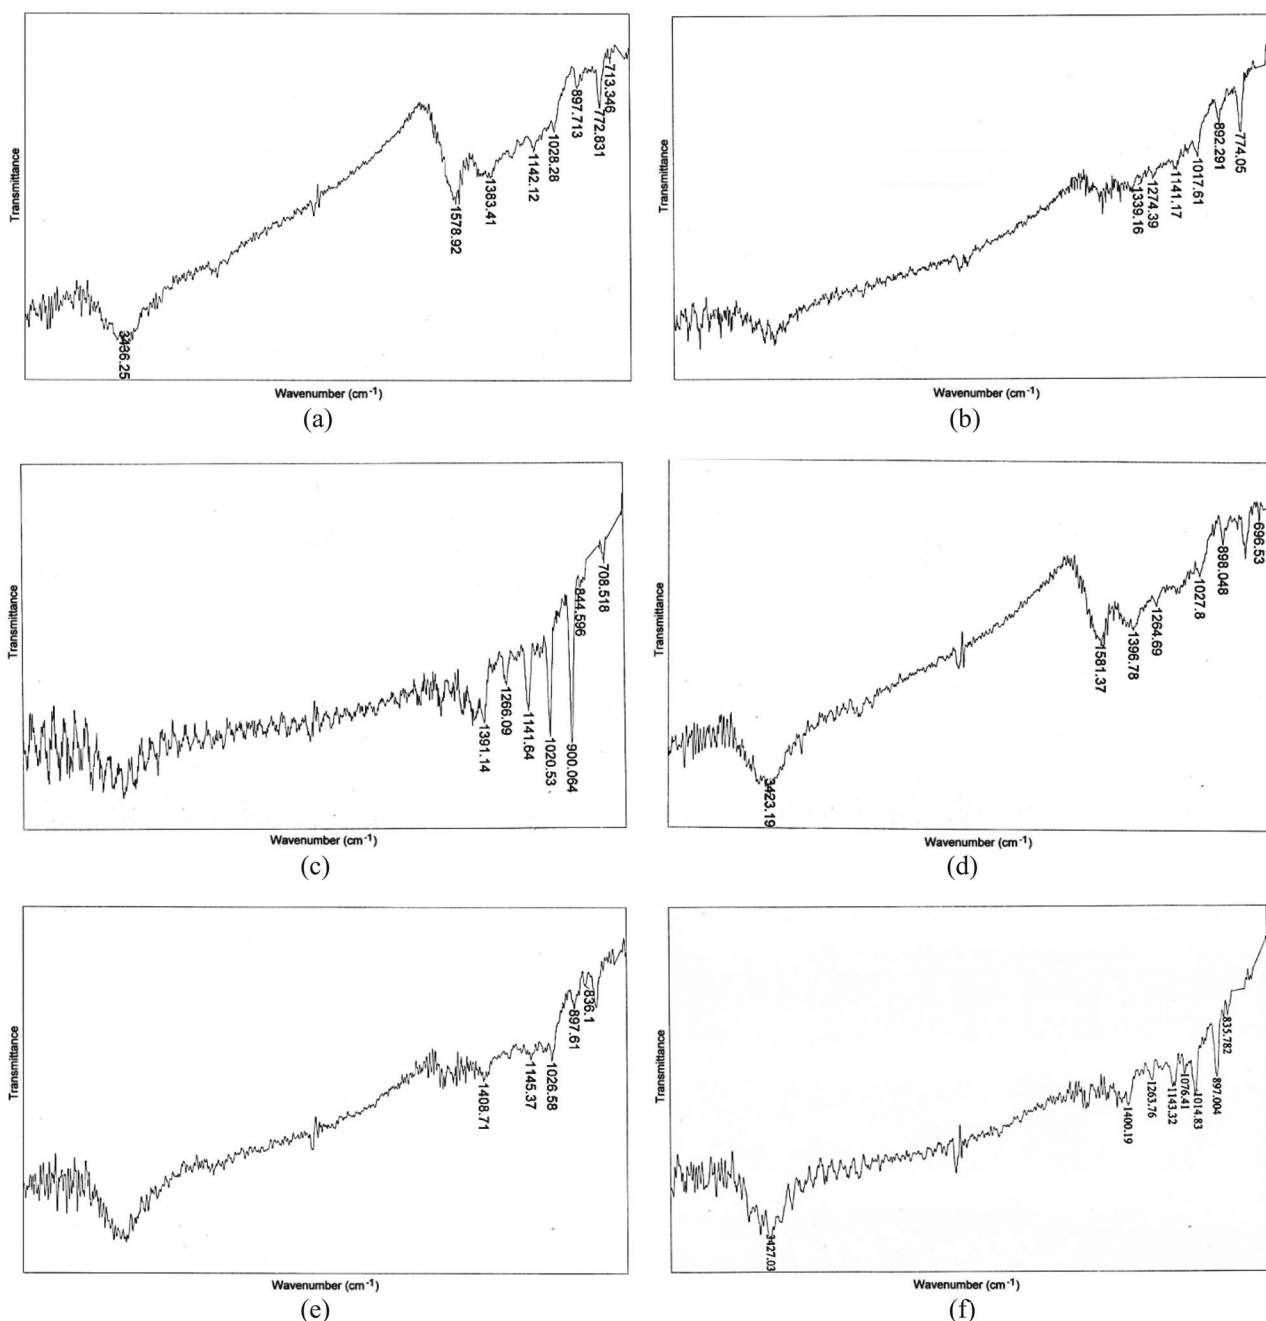 Transmittance
3436.25
1578.92
1383.41
1142.12
1028.28
897.713
772.831
713.346
Wavenumber (cm-1)
(a)
Transmittance
1339.16
1274.39
1141.17
1017.61
892.291
774.05
Wavenumber (cm-1)
(b)
Transmittance
1391.14
1266.09
1141.64
1020.53
900.064
844.596
708.518
Wavenumber (cm-1)
(c)
Transmittance
3423.19
1581.37
1396.78
1264.69
1027.8
898.048
696.53
Wavenumber (cm-1)
(d)
Transmittance
1408.71
1145.37
1026.58
897.61
836.1
Wavenumber (cm-1)
(e)
Transmittance
3427.03
1400.19
1263.76
1143.32
1076.41
1014.83
897.004
835.782
Wavenumber (cm-1)
(f)